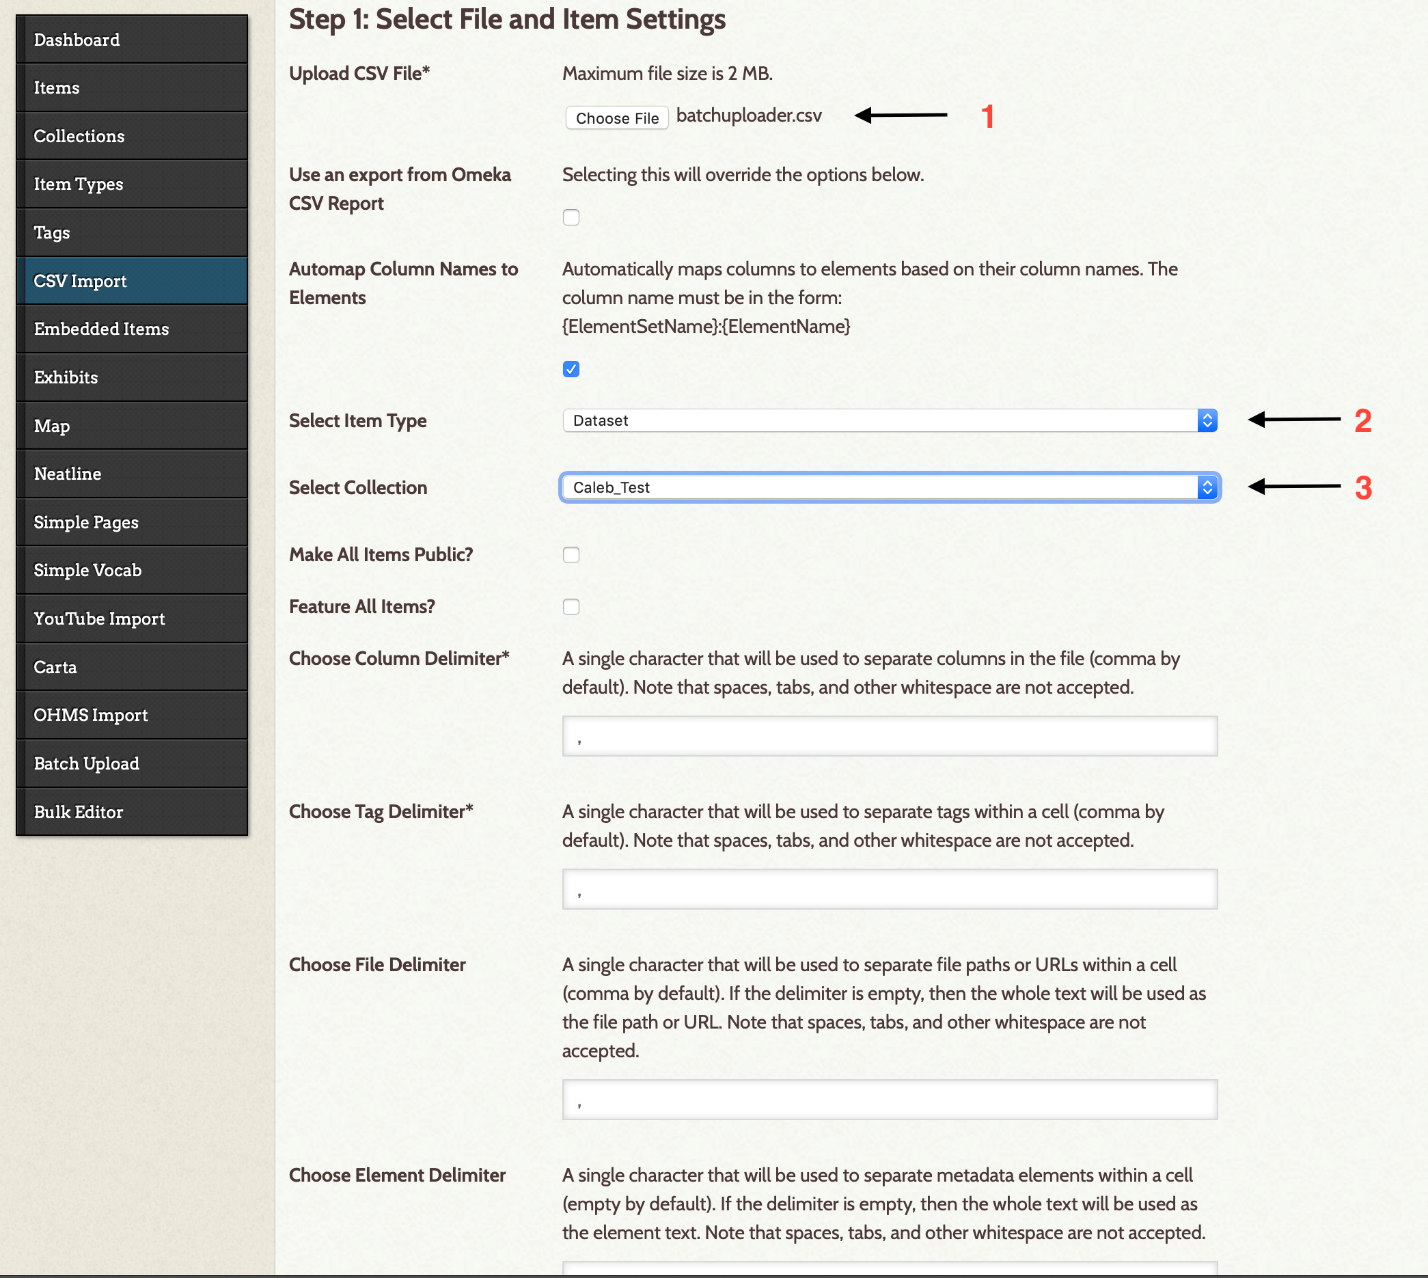 Dashboard
Items
Collections
Item Types
Tags
CSV Import
Embedded Items
Exhibits
Map
Neatline
Simple Pages
Simple Vocab
YouTube Import
Carta
OHMS Import
Batch Upload
Bulk Editor
Step 1: Select File and Item Settings
Upload CSV File*
Maximum file size is 2 MB.
Choose File batchuploader.csv 1
Use an export from Omeka
CSV Report
Selecting this will override the options below.
Automap Column Names to
Elements
Automatically maps columns to elements based on their column names. The
column name must be in the form:
{ElementSetName}:{ElementName}
Select Item Type
Dataset 2
Select Collection
Caleb_Test 3
Make All Items Public?
Feature All Items?
Choose Column Delimiter*
A single character that will be used to separate columns in the file (comma by
default). Note that spaces, tabs, and other whitespace are not accepted.
,
Choose Tag Delimiter*
A single character that will be used to separate tags within a cell (comma by
default). Note that spaces, tabs, and other whitespace are not accepted.
,
Choose File Delimiter
A single character that will be used to separate file paths or URLs within a cell
(comma by default). If the delimiter is empty, then the whole text will be used as
the file path or URL. Note that spaces, tabs, and other whitespace are not
accepted.
,
Choose Element Delimiter
A single character that will be used to separate metadata elements within a cell
(empty by default). If the delimiter is empty, then the whole text will be used as
the element text. Note that spaces, tabs, and other whitespace are not accepted.